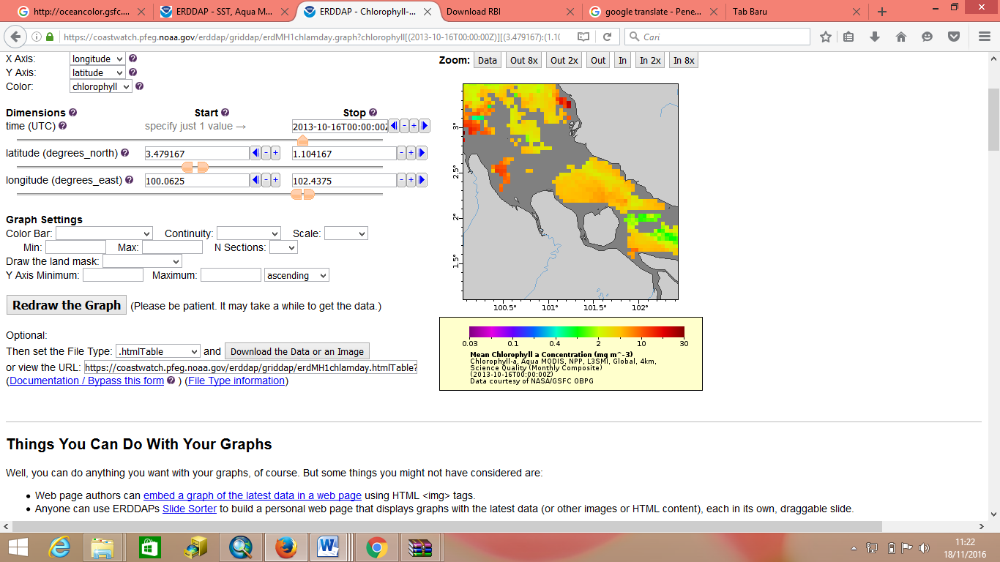 http://oceancolor.gsfc.... ERDDAP - SST, Aqua M... ERDDAP - Chlorophyll-... Download RBI google translate - Pene... Tab Baru
https://coastwatch.pfeg.noaa.gov/erddap/griddap/erdMH1chlamday.graph?chlorophyll[(2013-10-16T00:00:00Z)][(3.479167):(1.10 Cari
X Axis: longitude
Y Axis: latitude
Color: chlorophyll
Dimensions Start Stop
time (UTC) specify just 1 value → 2013-10-16T00:00:00Z - +
latitude (degrees_north) 3.479167 - + 1.104167 - +
longitude (degrees_east) 100.0625 - + 102.4375 - +
Graph Settings
Color Bar: Continuity: Scale:
Min: Max: N Sections:
Draw the land mask:
Y Axis Minimum: Maximum: ascending
Redraw the Graph (Please be patient. It may take a while to get the data.)
Optional:
Then set the File Type: .htmlTable and Download the Data or an Image
or view the URL: https://coastwatch.pfeg.noaa.gov/erddap/griddap/erdMH1chlamday.htmlTable?
(Documentation / Bypass this form ) (File Type information)
Zoom: Data Out 8x Out 2x Out In In 2x In 8x
3°
2.5°
2°
1.5°
100.5° 101° 101.5° 102°
0.03 0.1 0.4 2 10 30
Mean Chlorophyll a Concentration (mg m^-3)
Chlorophyll-a, Aqua MODIS, NPP, L3SMI, Global, 4km,
Science Quality (Monthly Composite)
(2013-10-16T00:00:00Z)
Data courtesy of NASA/GSFC OBPG
Things You Can Do With Your Graphs
Well, you can do anything you want with your graphs, of course. But some things you might not have considered are:
• Web page authors can embed a graph of the latest data in a web page using HTML <img> tags.
• Anyone can use ERDDAPs Slide Sorter to build a personal web page that displays graphs with the latest data (or other images or HTML content), each in its own, draggable slide.
11:22
18/11/2016